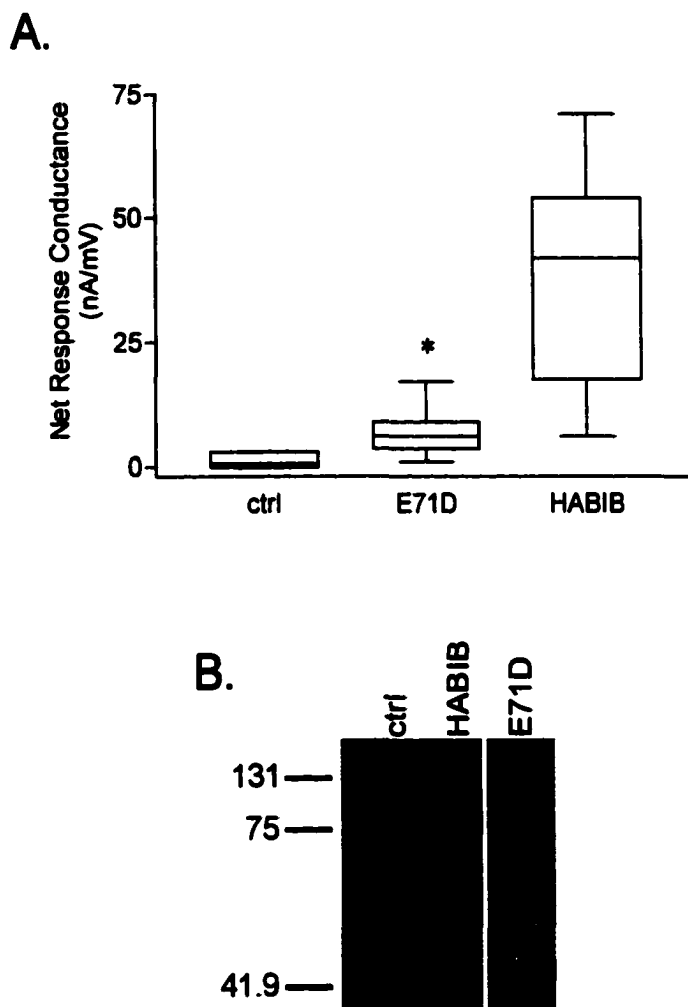 A.
Net Response Conductance
(nA/mV)
75
50
25
0
*
ctrl
E71D
HABIB
B.
ctrl
HABIB
E71D
131
75
41.9